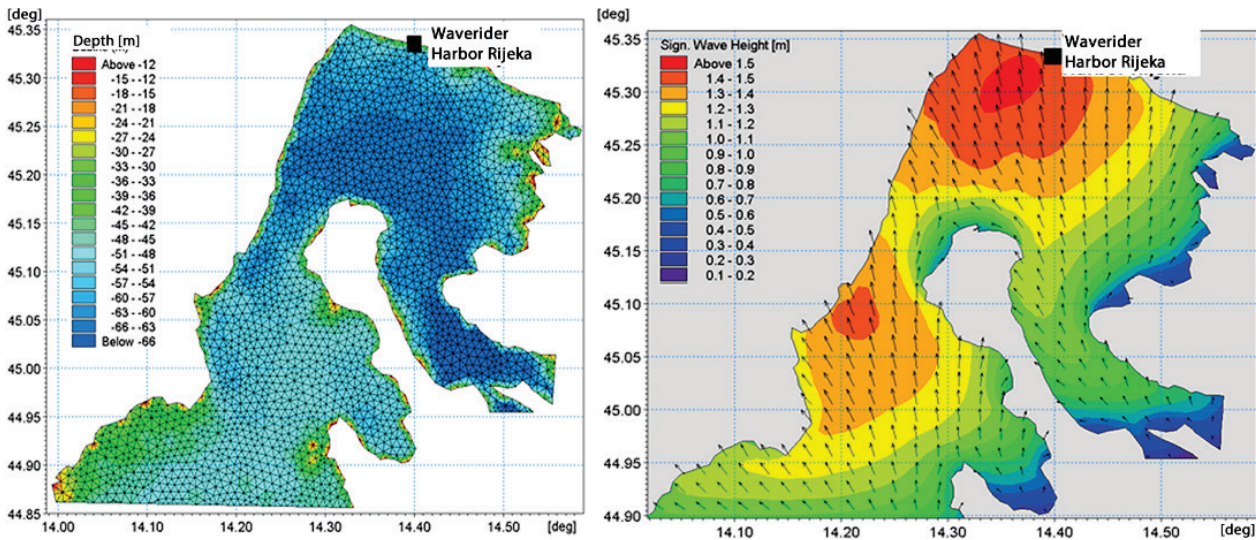 [deg]
45.35
45.30
45.25
45.20
45.15
45.10
45.05
45.00
44.95
44.90
44.85
14.00
14.10
14.20
14.30
14.40
14.50
[deg]
Depth [m]
Above -12
-15 - -12
-18 - -15
-21 - -18
-24 - -21
-27 - -24
-30 - -27
-33 - -30
-36 - -33
-39 - -36
-42 - -39
-45 - -42
-48 - -45
-51 - -48
-54 - -51
-57 - -54
-60 - -57
-63 - -60
-66 - -63
Below -66
Waverider
Harbor Rijeka
[deg]
45.35
45.30
45.25
45.20
45.15
45.10
45.05
45.00
44.95
44.90
14.10
14.20
14.30
14.40
14.50
[deg]
Sign. Wave Height [m]
Above 1.5
1.4 - 1.5
1.3 - 1.4
1.2 - 1.3
1.1 - 1.2
1.0 - 1.1
0.9 - 1.0
0.8 - 0.9
0.7 - 0.8
0.6 - 0.7
0.5 - 0.6
0.4 - 0.5
0.3 - 0.4
0.2 - 0.3
0.1 - 0.2
Waverider
Harbor Rijeka